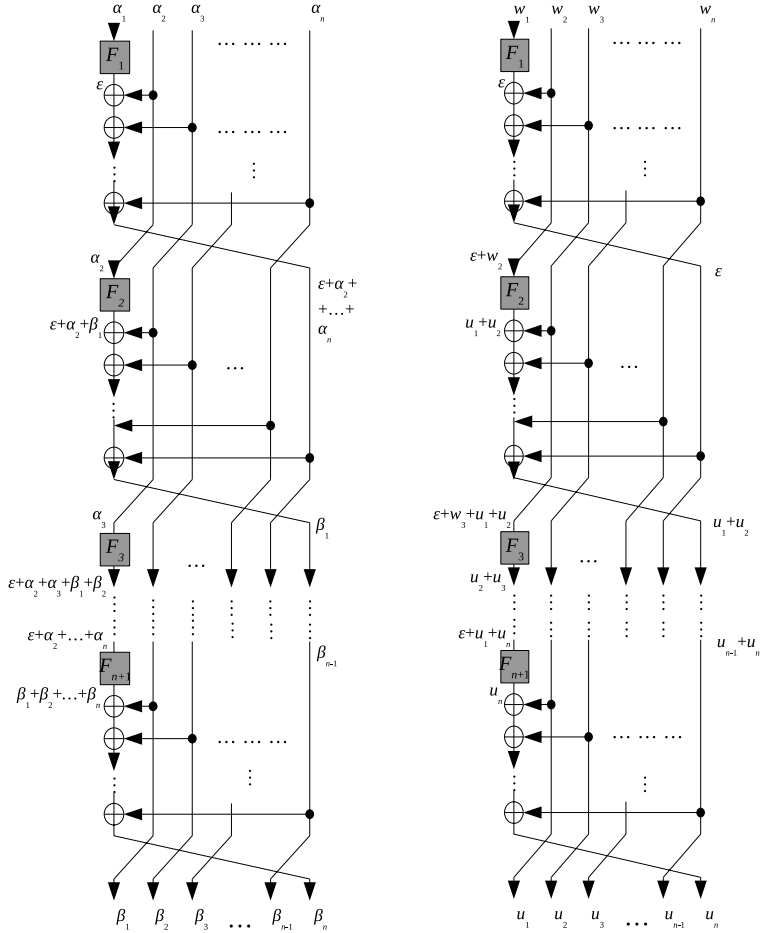 α₁ α₂ α₃ αₙ w₁ w₂ w₃ wₙ
... ... ... ... ... ...
F₁ F₁
ε ε
... ... ... ... ... ...
α₂ ε+w₂ ε
F₂ ε+α₂+ F₂
+...+
ε+α₂+β₁ αₙ u₁+u₂
... ...
α₃ β₁ ε+w₃+u₁+u₂ u₁+u₂
F₃ ... F₃ ...
ε+α₂+α₃+β₁+β₂ u₂+u₃
ε+α₂+...+αₙ βₙ₋₁ ε+u₁+uₙ uₙ₋₁+uₙ
Fₙ₊₁ Fₙ₊₁
β₁+β₂+...+βₙ uₙ
... ... ... ... ... ...
β₁ β₂ β₃ ... βₙ₋₁ βₙ u₁ u₂ u₃ ... uₙ₋₁ uₙ